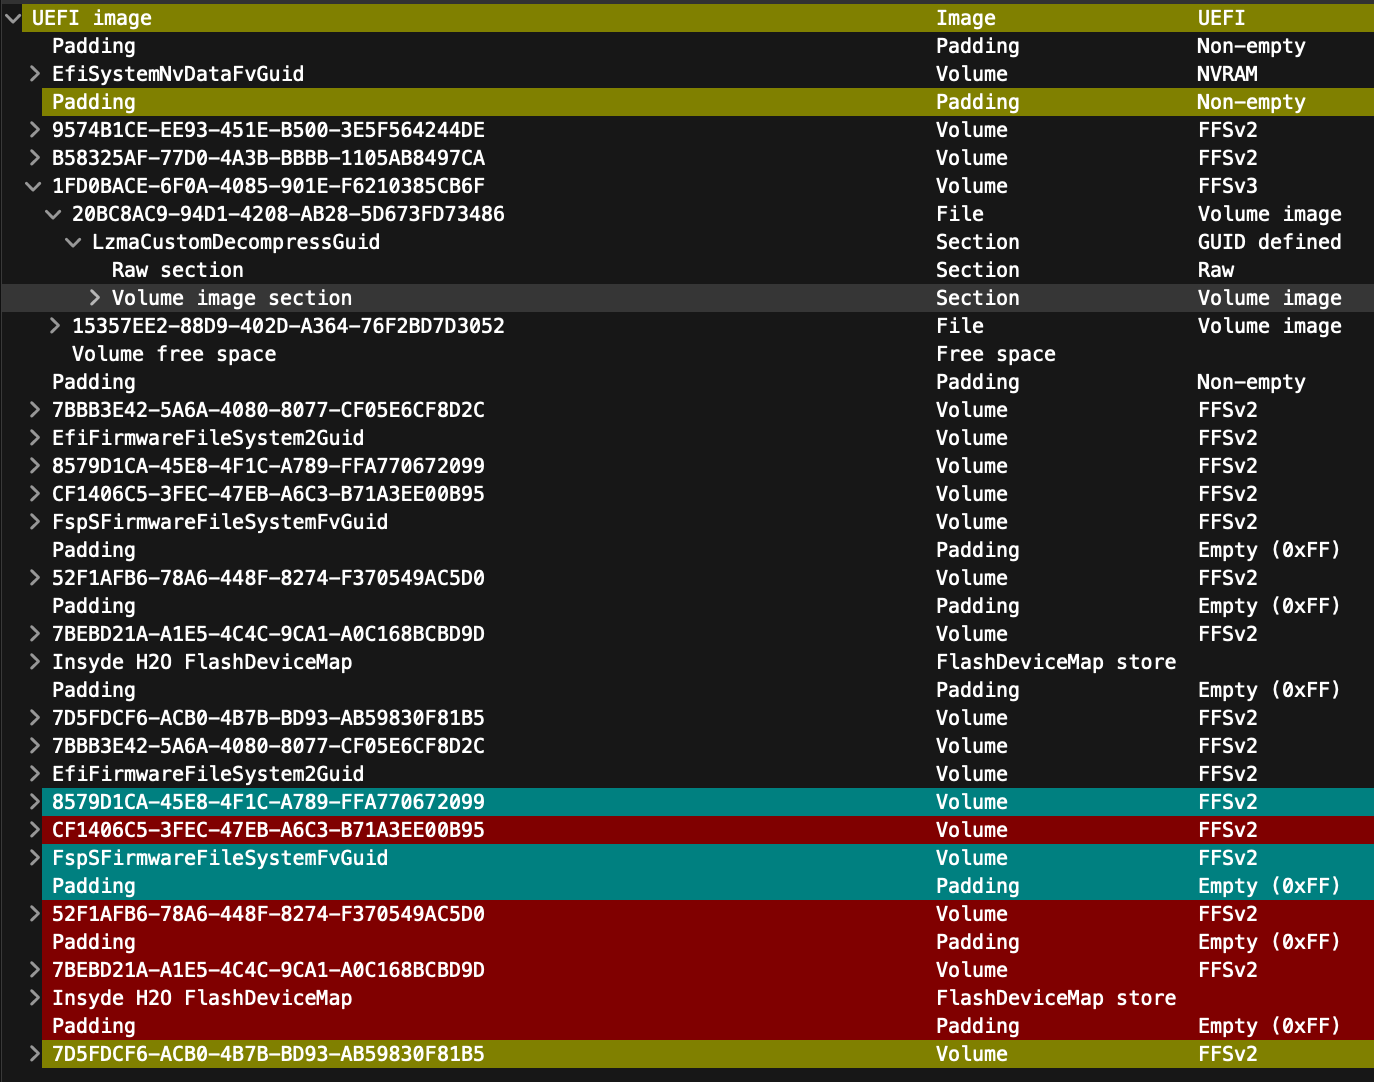 UEFI image Image UEFI
Padding Padding Non-empty
EfiSystemNvDataFvGuid Volume NVRAM
Padding Padding Non-empty
9574B1CE-EE93-451E-B500-3E5F564244DE Volume FFSv2
B58325AF-77D0-4A3B-BBBB-1105AB8497CA Volume FFSv2
1FD0BACE-6F0A-4085-901E-F6210385CB6F Volume FFSv3
20BC8AC9-94D1-4208-AB28-5D673FD73486 File Volume image
LzmaCustomDecompressGuid Section GUID defined
Raw section Section Raw
Volume image section Section Volume image
15357EE2-88D9-402D-A364-76F2BD7D3052 File Volume image
Volume free space Free space
Padding Padding Non-empty
7BBB3E42-5A6A-4080-8077-CF05E6CF8D2C Volume FFSv2
EfiFirmwareFileSystem2Guid Volume FFSv2
8579D1CA-45E8-4F1C-A789-FFA770672099 Volume FFSv2
CF1406C5-3FEC-47EB-A6C3-B71A3EE00B95 Volume FFSv2
FspSFirmwareFileSystemFvGuid Volume FFSv2
Padding Padding Empty (0xFF)
52F1AFB6-78A6-448F-8274-F370549AC5D0 Volume FFSv2
Padding Padding Empty (0xFF)
7BEBD21A-A1E5-4C4C-9CA1-A0C168BCBD9D Volume FFSv2
Insyde H2O FlashDeviceMap FlashDeviceMap store
Padding Padding Empty (0xFF)
7D5FDCF6-ACB0-4B7B-BD93-AB59830F81B5 Volume FFSv2
7BBB3E42-5A6A-4080-8077-CF05E6CF8D2C Volume FFSv2
EfiFirmwareFileSystem2Guid Volume FFSv2
8579D1CA-45E8-4F1C-A789-FFA770672099 Volume FFSv2
CF1406C5-3FEC-47EB-A6C3-B71A3EE00B95 Volume FFSv2
FspSFirmwareFileSystemFvGuid Volume FFSv2
Padding Padding Empty (0xFF)
52F1AFB6-78A6-448F-8274-F370549AC5D0 Volume FFSv2
Padding Padding Empty (0xFF)
7BEBD21A-A1E5-4C4C-9CA1-A0C168BCBD9D Volume FFSv2
Insyde H2O FlashDeviceMap FlashDeviceMap store
Padding Padding Empty (0xFF)
7D5FDCF6-ACB0-4B7B-BD93-AB59830F81B5 Volume FFSv2